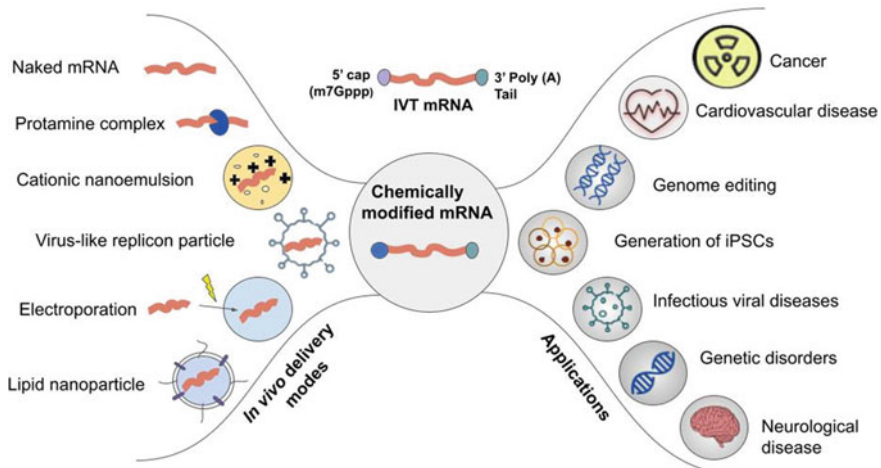 Naked mRNA
Protamine complex
Cationic nanoemulsion
Virus-like replicon particle
Electroporation
Lipid nanoparticle
In vivo delivery
modes
5' cap
(m7Gppp)
3' Poly (A)
Tail
IVT mRNA
Chemically
modified mRNA
Applications
Cancer
Cardiovascular disease
Genome editing
Generation of iPSCs
Infectious viral diseases
Genetic disorders
Neurological
disease